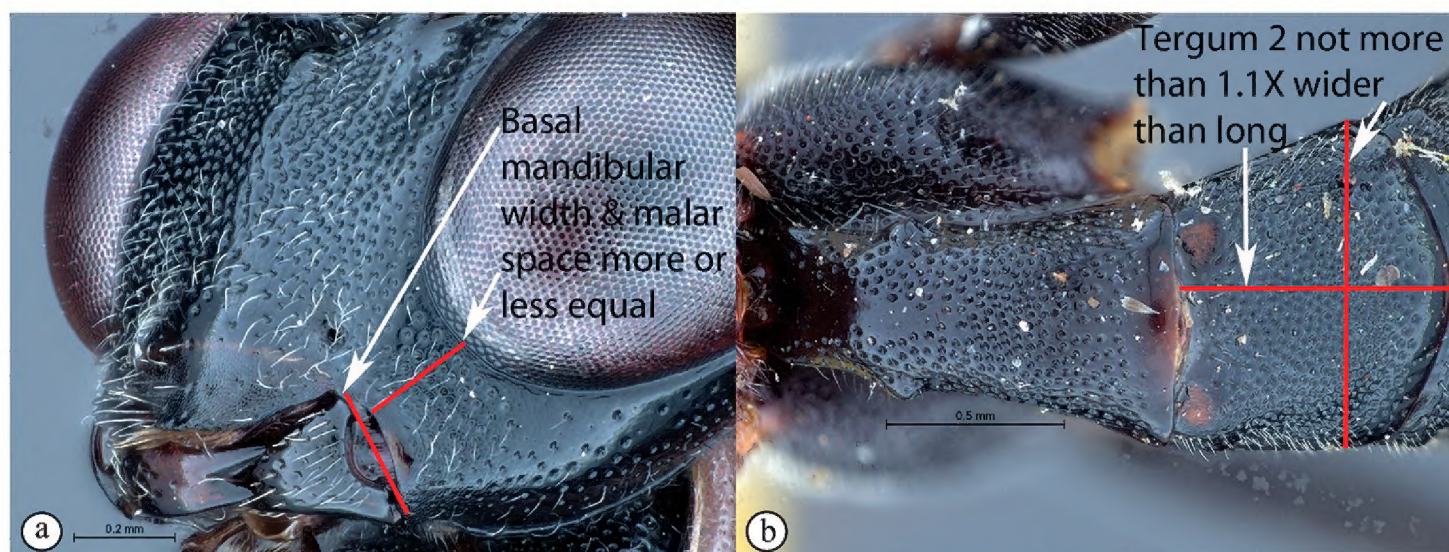 Basal
mandibular
width & malar
space more or
less equal
a
0.2 mm
Tergum 2 not more
than 1.1X wider
than long
0.5 mm
b